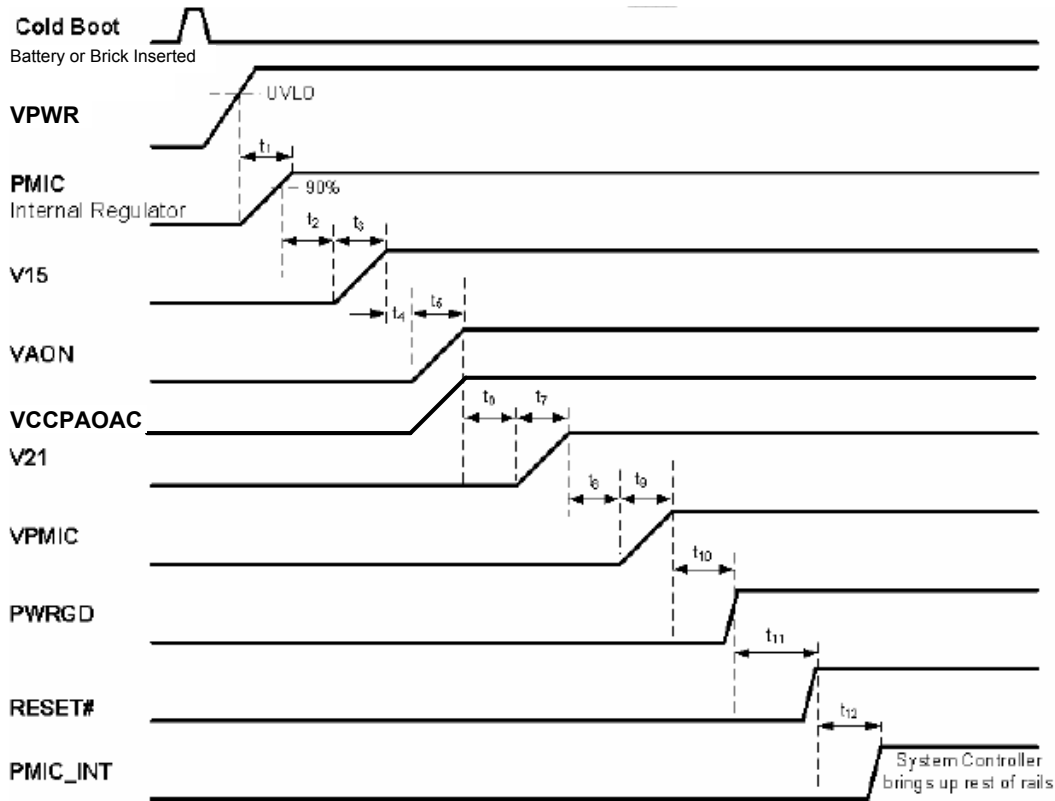 Cold Boot
Battery or Brick Inserted
UVLO
VPWR
t1
PMIC
90%
Internal Regulator
t2 t3
V15
t4 t5
VAON
VCCPAOAC
t6 t7
V21
t8 t9
VPMIC
t10
PWRGD
t11
RESET#
t12
PMIC_INT
System Controller
brings up rest of rails